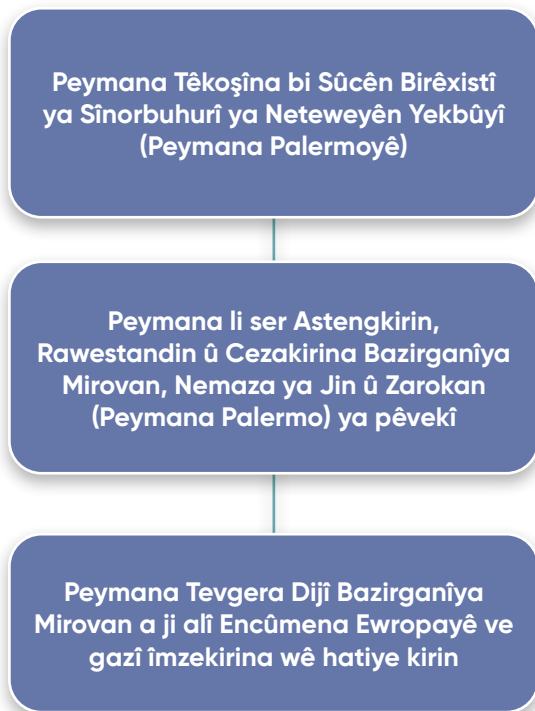 Peymana Têkoşîna bi Sûcên Birêxistî
ya Sînorbuhurî ya Neteweyên Yekbûyî
(Peymana Palermoyê)
Peymana li ser Astengkirin,
Rawestandin û Cezakirina Bazirganîya
Mirovan, Nemaza ya Jin û Zarokan
(Peymana Palermo) ya pêvekî
Peymana Tevgera Dijî Bazirganîya
Mirovan a ji alî Encûmena Ewropayê ve
gazî îmzekirina wê hatiye kirin